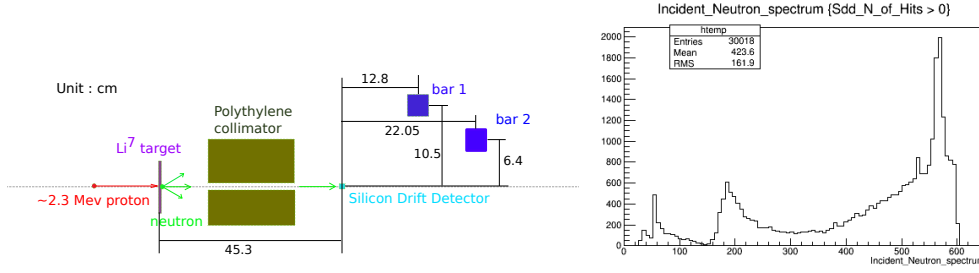 Unit : cm
12.8
bar 1
bar 2
22.05
10.5
6.4
Polythylene
collimator
Li7 target
~2.3 Mev proton
neutron
Silicon Drift Detector
45.3
Incident_Neutron_spectrum {Sdd_N_of_Hits > 0}
htemp
Entries 30018
Mean 423.6
RMS 161.9
2000
1800
1600
1400
1200
1000
800
600
400
200
0
0 100 200 300 400 500 600
Incident_Neutron_spectrum